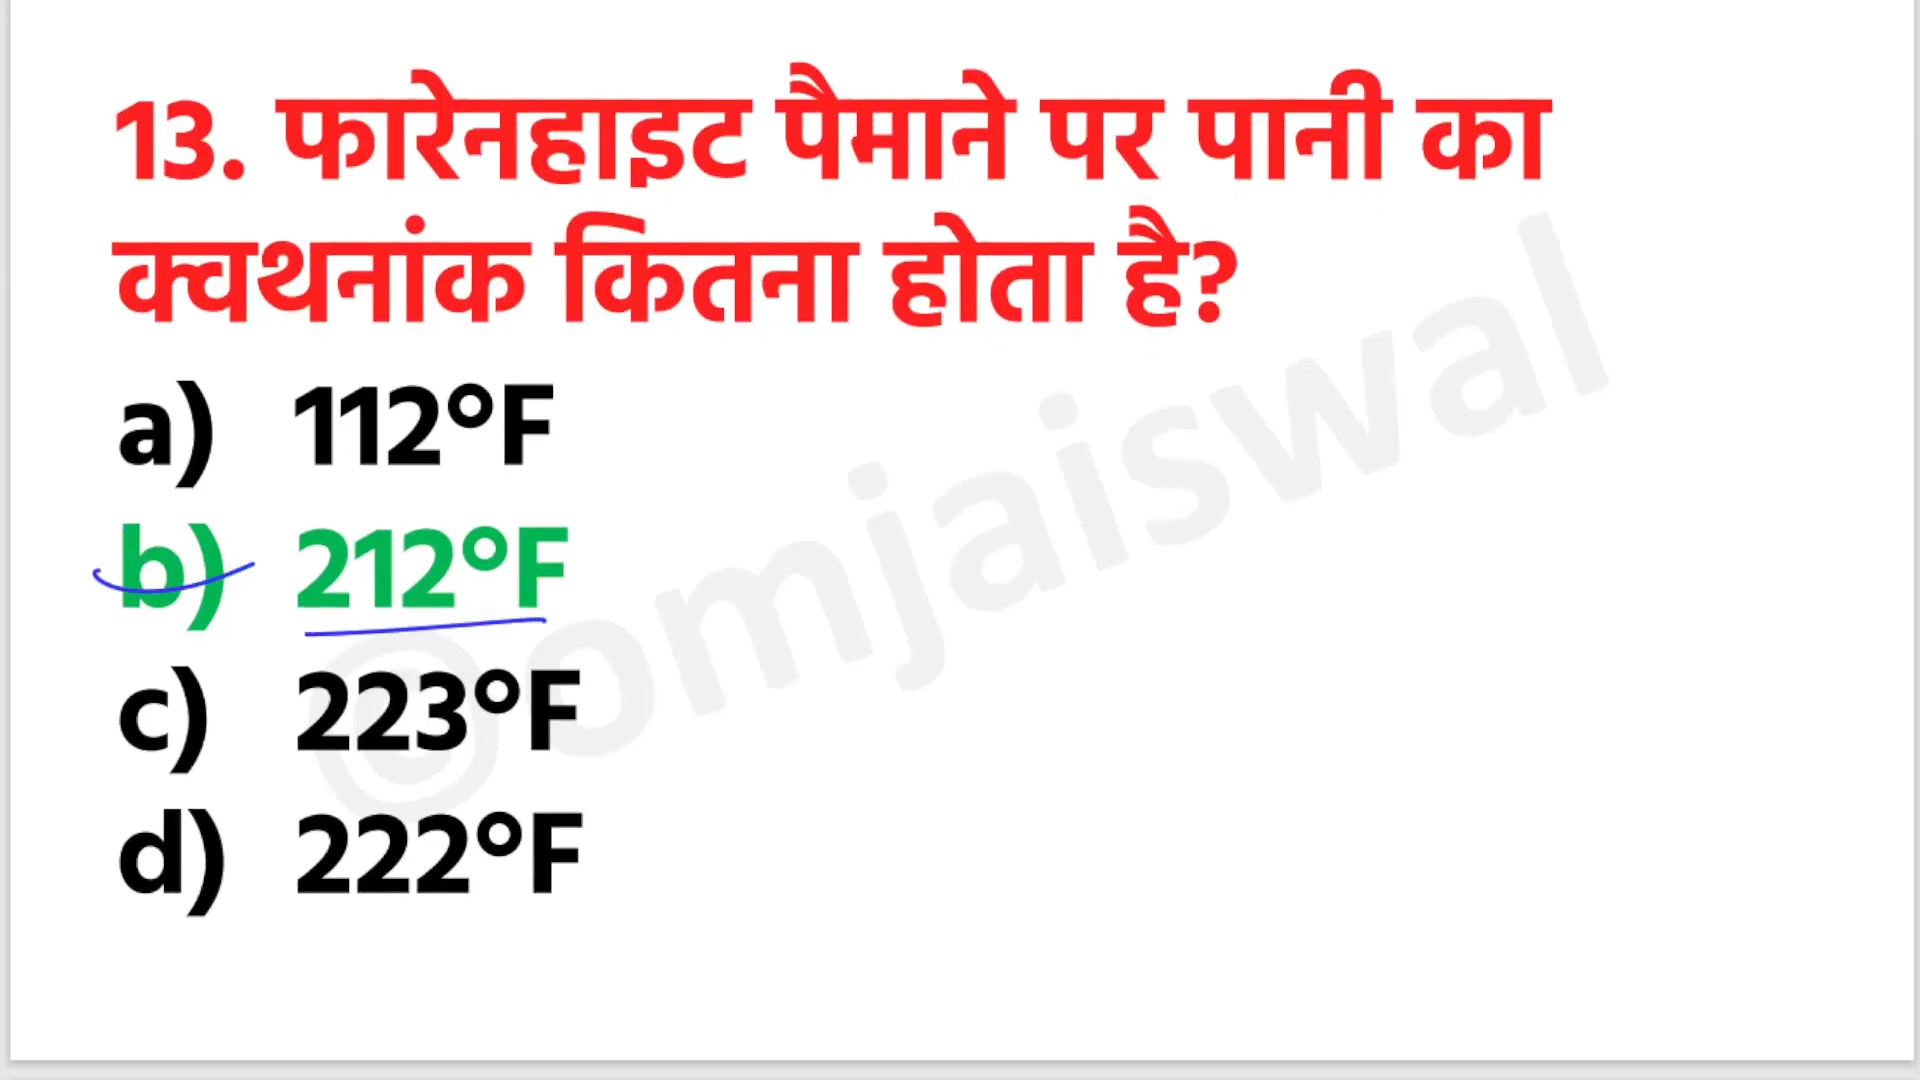 13. फारेनहाइट पैमाने पर पानी का
क्वथनांक कितना होता है?
a) 112°F
b) 212°F
c) 223°F
d) 222°F
©omjaiswal